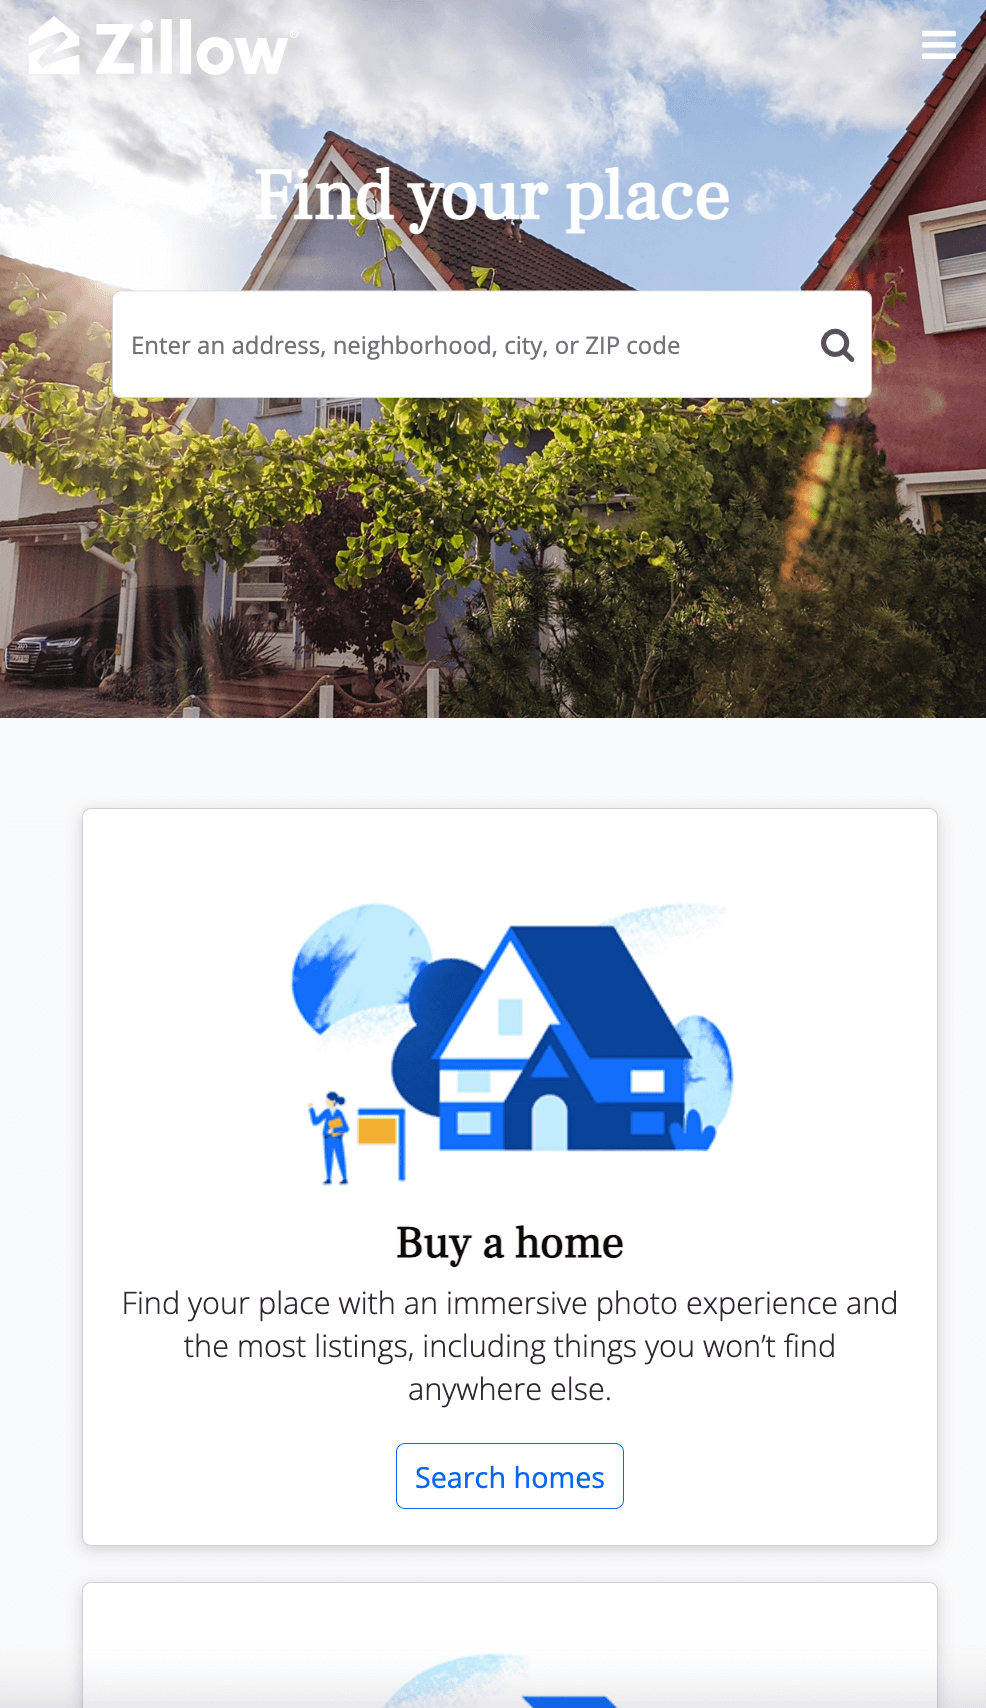 Zillow
Find your place
Enter an address, neighborhood, city, or ZIP code
Buy a home
Find your place with an immersive photo experience and
the most listings, including things you won’t find
anywhere else.
Search homes